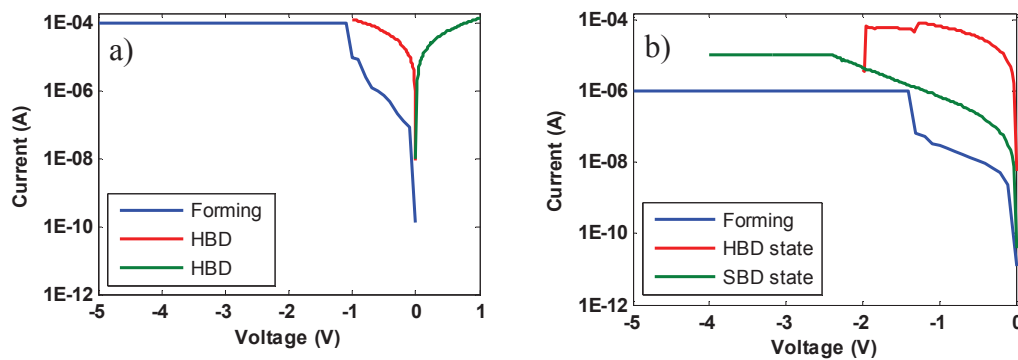 a)
1E-04
1E-06
1E-08
1E-10
1E-12
Current (A)
-5 -4 -3 -2 -1 0 1
Voltage (V)
Forming
HBD
HBD
b)
1E-04
1E-06
1E-08
1E-10
1E-12
Current (A)
-5 -4 -3 -2 -1 0
Voltage (V)
Forming
HBD state
SBD state